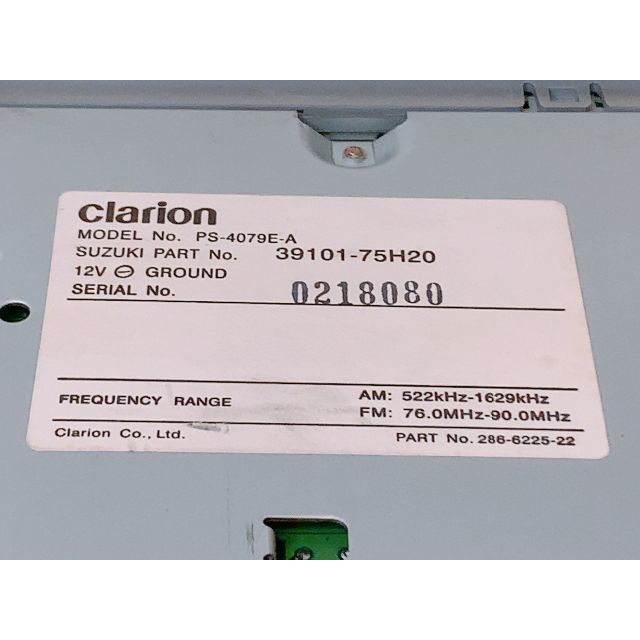 clarion
MODEL No. PS-4079E-A
SUZUKI PART No. 39101-75H20
12V ⊖ GROUND
SERIAL No. 0218080
FREQUENCY RANGE AM: 522kHz-1629kHz
FM: 76.0MHz-90.0MHz
Clarion Co., Ltd. PART No. 286-6225-22